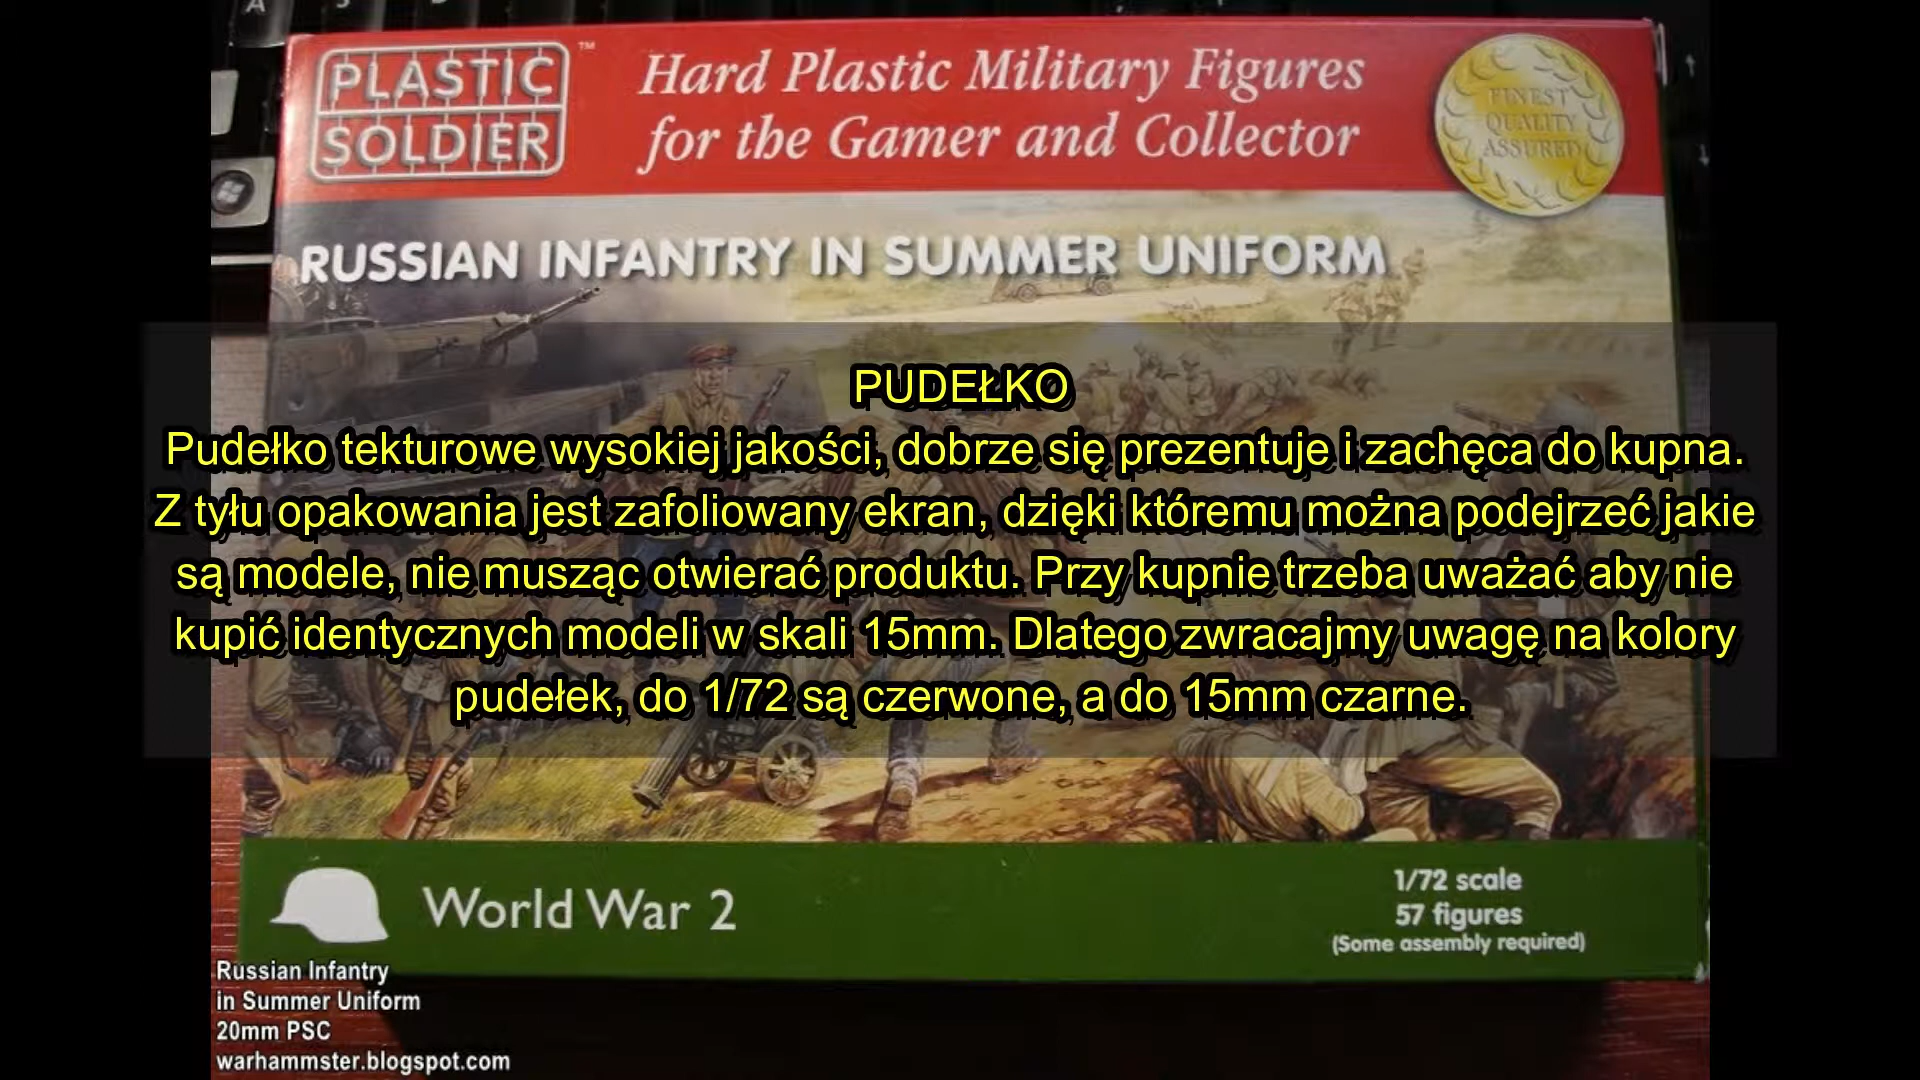 PLASTIC
SOLDIER
™
Hard Plastic Military Figures
for the Gamer and Collector
FINEST
QUALITY
ASSURED
RUSSIAN INFANTRY IN SUMMER UNIFORM
PUDEŁKO
Pudełko tekturowe wysokiej jakości, dobrze się prezentuje i zachęca do kupna.
Z tyłu opakowania jest zafoliowany ekran, dzięki któremu można podejrzeć jakie
są modele, nie musząc otwierać produktu. Przy kupnie trzeba uważać aby nie
kupić identycznych modeli w skali 15mm. Dlatego zwracajmy uwagę na kolory
pudełek, do 1/72 są czerwone, a do 15mm czarne.
World War 2
1/72 scale
57 figures
(Some assembly required)
Russian Infantry
in Summer Uniform
20mm PSC
warhammster.blogspot.com